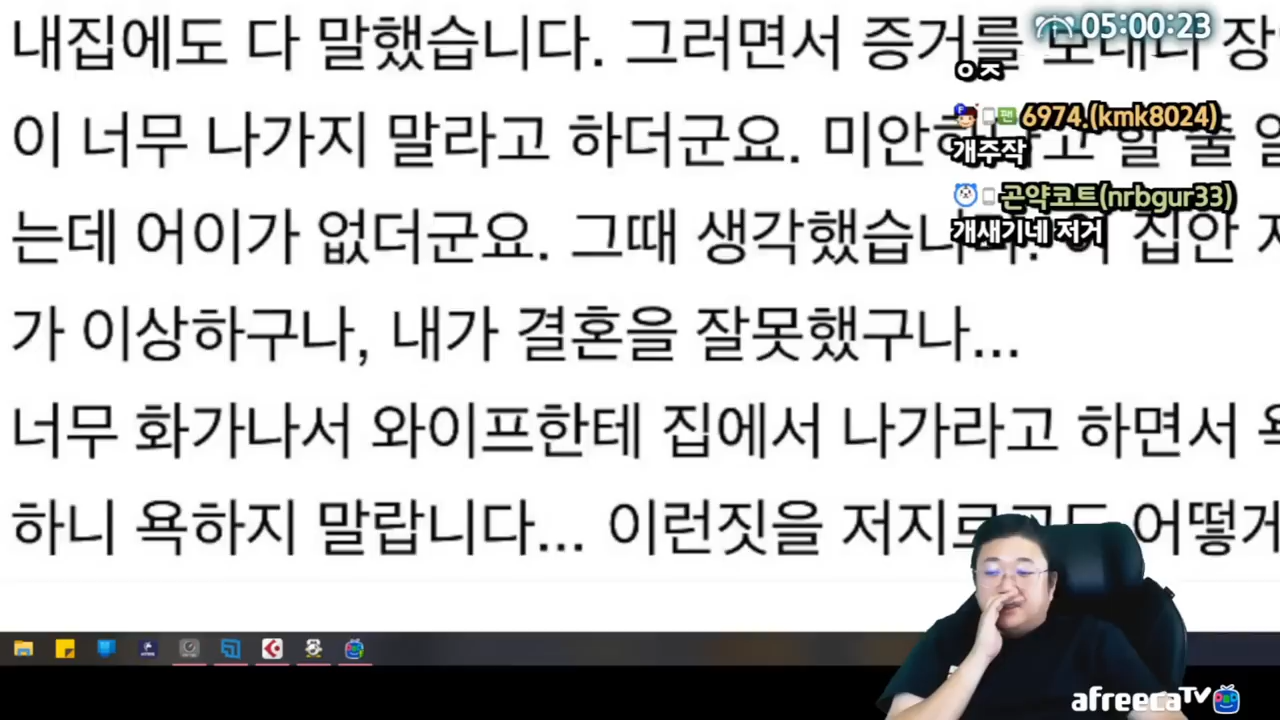 내집에도 다 말했습니다. 그러면서 증거를
이 너무 나가지 말라고 하더군요.
는데 어이가 없더군요. 그때 생각했습니다. 집안
가 이상하구나, 내가 결혼을 잘못했구나...
너무 화가나서 와이프한테 집에서 나가라고 하면서
하니 욕하지 말랍니다... 이런짓을 어떻게
05:00:23
ㅇㅈ
6974.(kmk8024)
개주작
곤약코트(nrbgur33)
개새기네 저거
afreecaTV